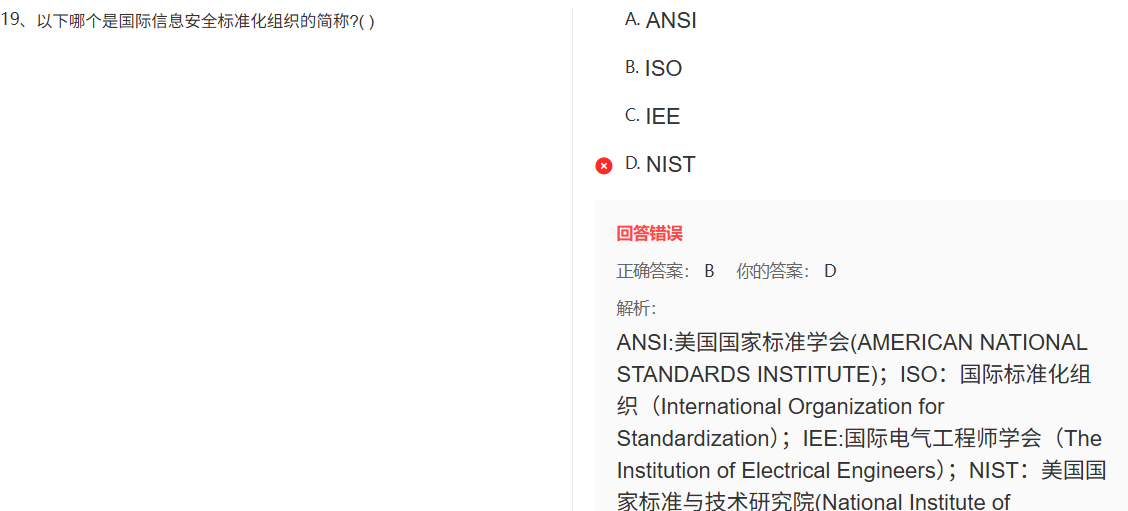 19、以下哪个是国际信息安全标准化组织的简称?( )
A. ANSI
B. ISO
C. IEE
D. NIST
回答错误
正确答案： B 你的答案： D
解析：
ANSI:美国国家标准学会(AMERICAN NATIONAL
STANDARDS INSTITUTE)；ISO：国际标准化组
织（International Organization for
Standardization）；IEE:国际电气工程师学会（The
Institution of Electrical Engineers）；NIST：美国国
家标准与技术研究院(National Institute of